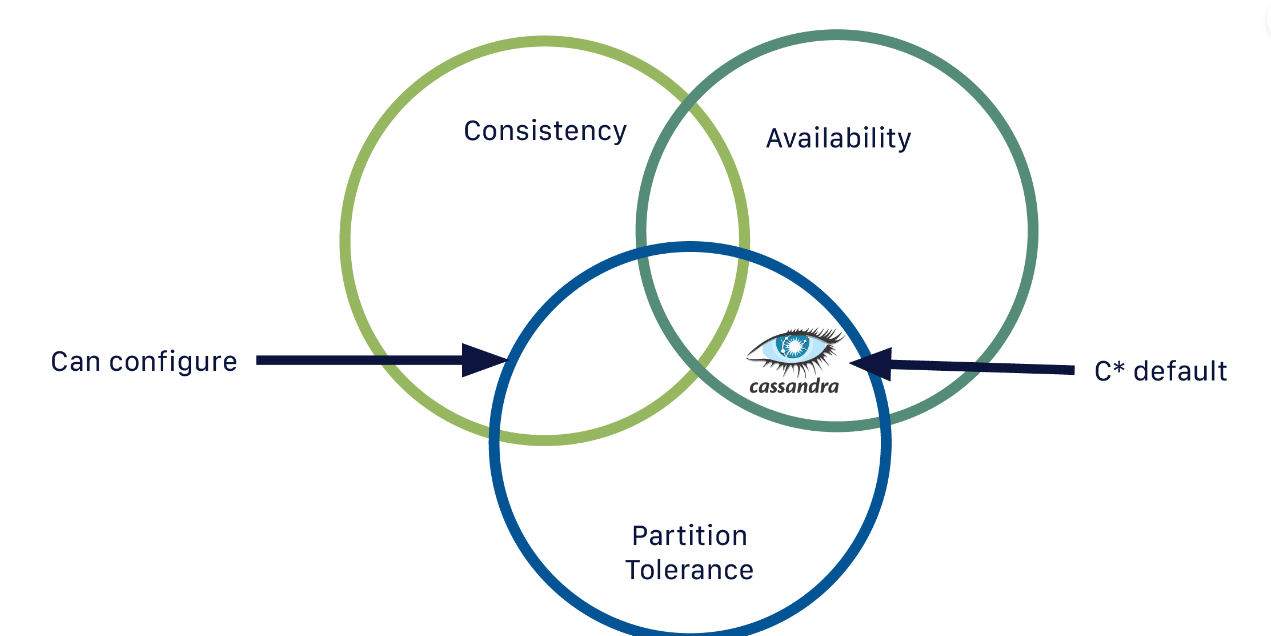 Consistency
Availability
Can configure
cassandra
C* default
Partition
Tolerance